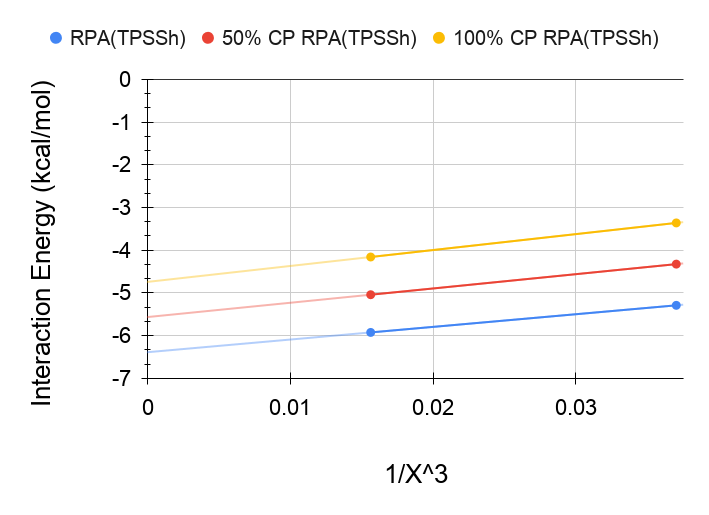 RPA(TPSSh) 50% CP RPA(TPSSh) 100% CP RPA(TPSSh)
Interaction Energy (kcal/mol)
0
-1
-2
-3
-4
-5
-6
-7
0 0.01 0.02 0.03
1/X^3